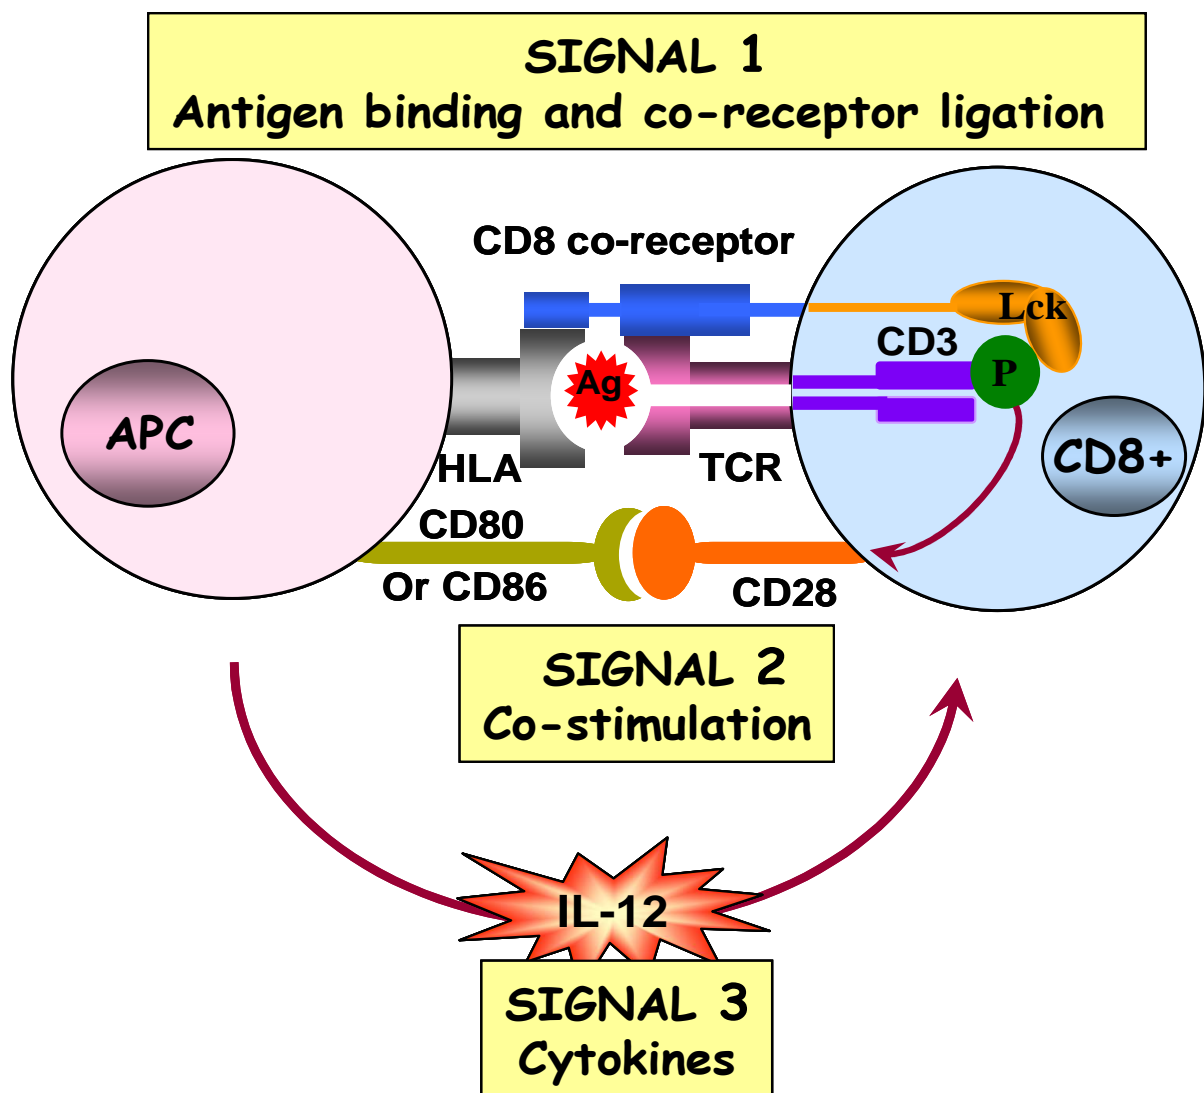 SIGNAL 1
Antigen binding and co-receptor ligation
CD8 co-receptor
Lck
CD3
P
Ag
APC
CD8+
HLA
TCR
CD80
Or CD86
CD28
SIGNAL 2
Co-stimulation
IL-12
SIGNAL 3
Cytokines